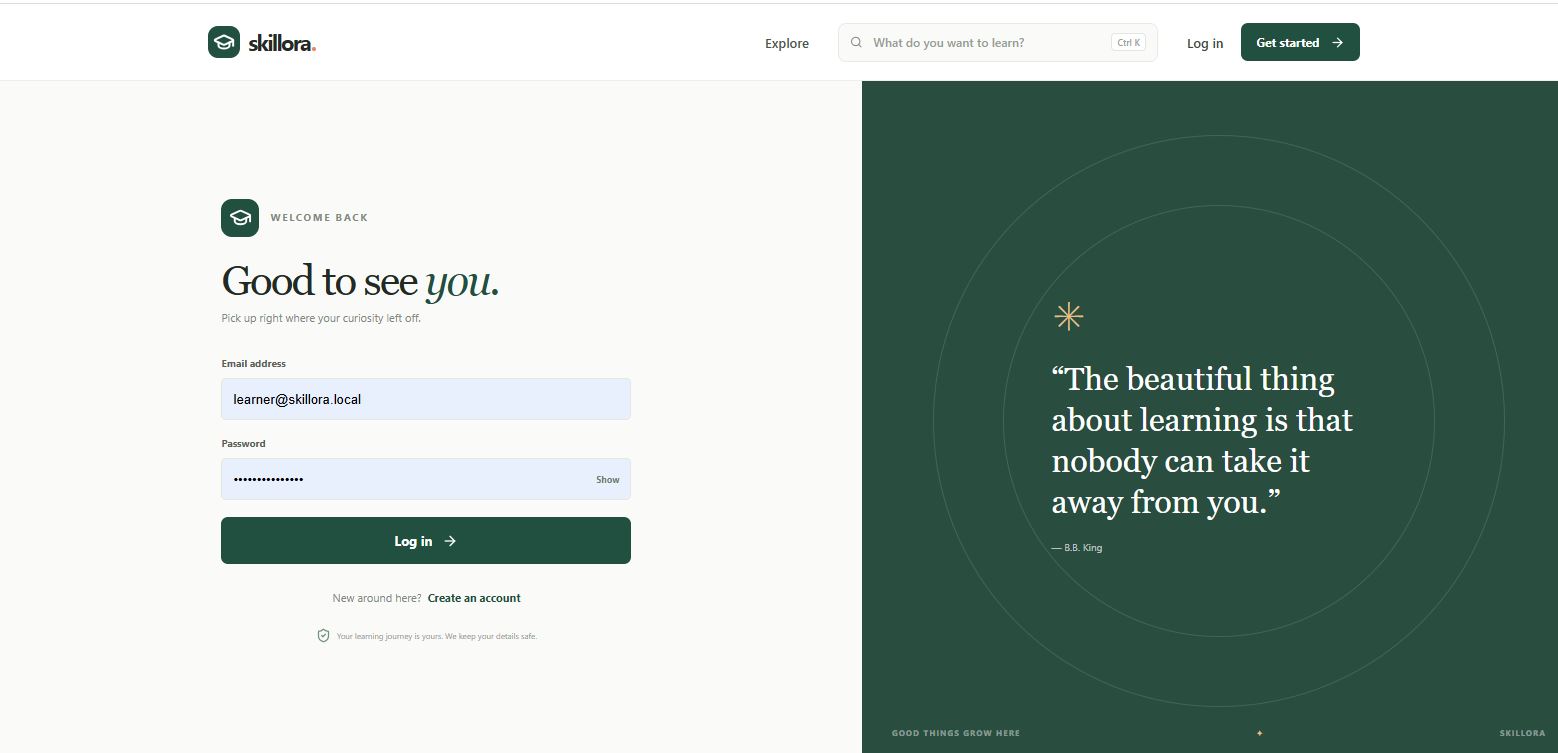 skillora.
Explore
What do you want to learn?
Ctrl K
Log in
Get started
WELCOME BACK
Good to see you.
Pick up right where your curiosity left off.
Email address
learner@skillora.local
Password
•••••••••••••••
Show
Log in
New around here? Create an account
Your learning journey is yours. We keep your details safe.
“The beautiful thing
about learning is that
nobody can take it
away from you.”
— B.B. King
GOOD THINGS GROW HERE
SKILLORA